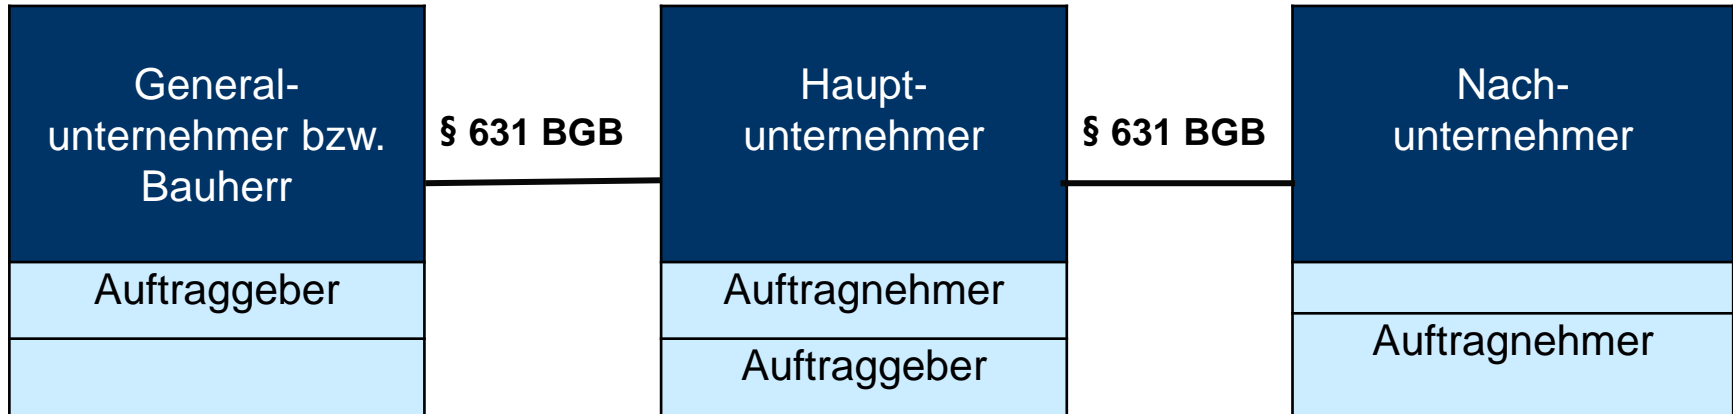 General-
unternehmer bzw.
Bauherr
§ 631 BGB
Haupt-
unternehmer
§ 631 BGB
Nach-
unternehmer
Auftraggeber
Auftragnehmer
Auftraggeber
Auftragnehmer